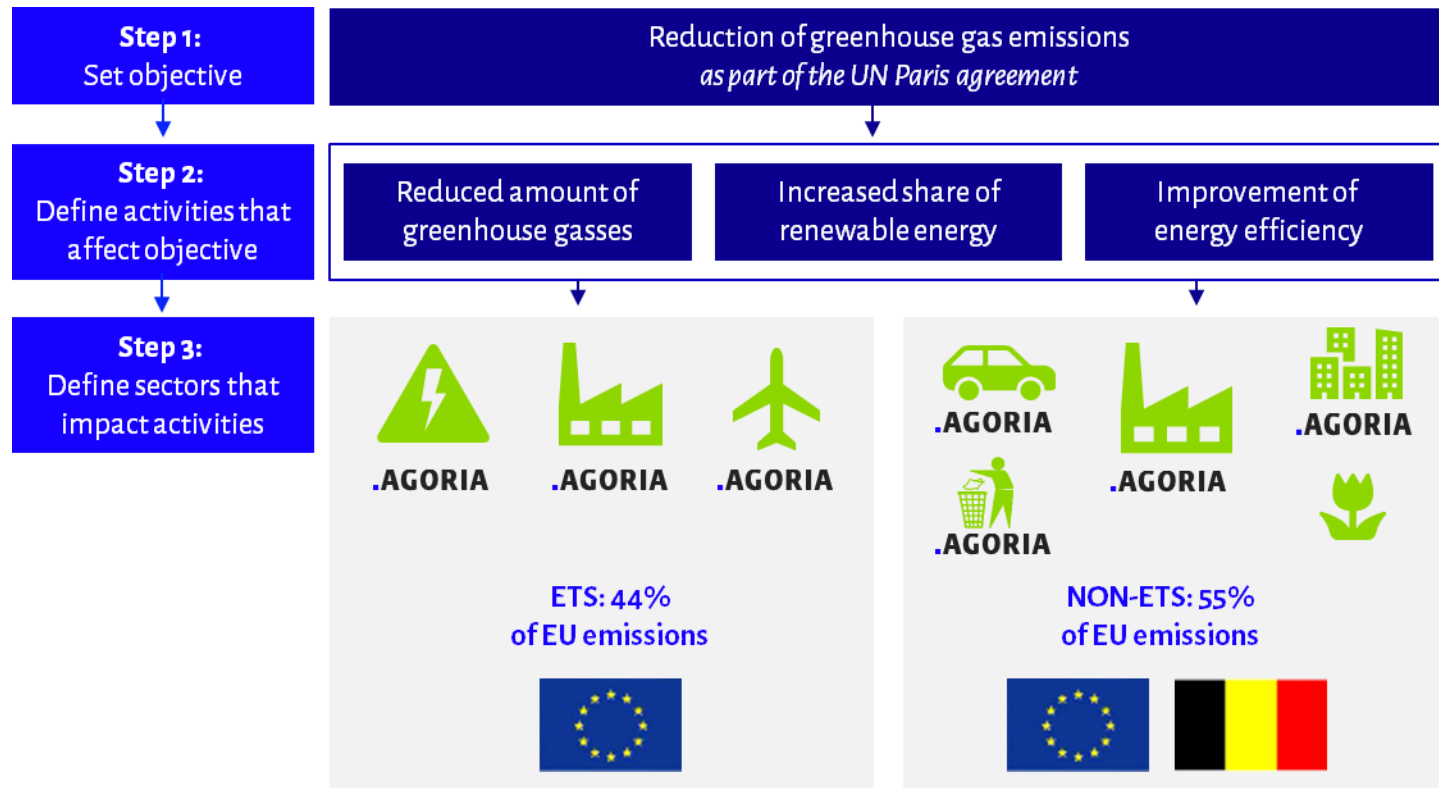 Step 1:
Set objective
Reduction of greenhouse gas emissions
as part of the UN Paris agreement
Step 2:
Define activities that
affect objective
Reduced amount of
greenhouse gasses
Increased share of
renewable energy
Improvement of
energy efficiency
Step 3:
Define sectors that
impact activities
.AGORIA
.AGORIA
.AGORIA
.AGORIA
.AGORIA
.AGORIA
.AGORIA
ETS: 44%
of EU emissions
NON-ETS: 55%
of EU emissions